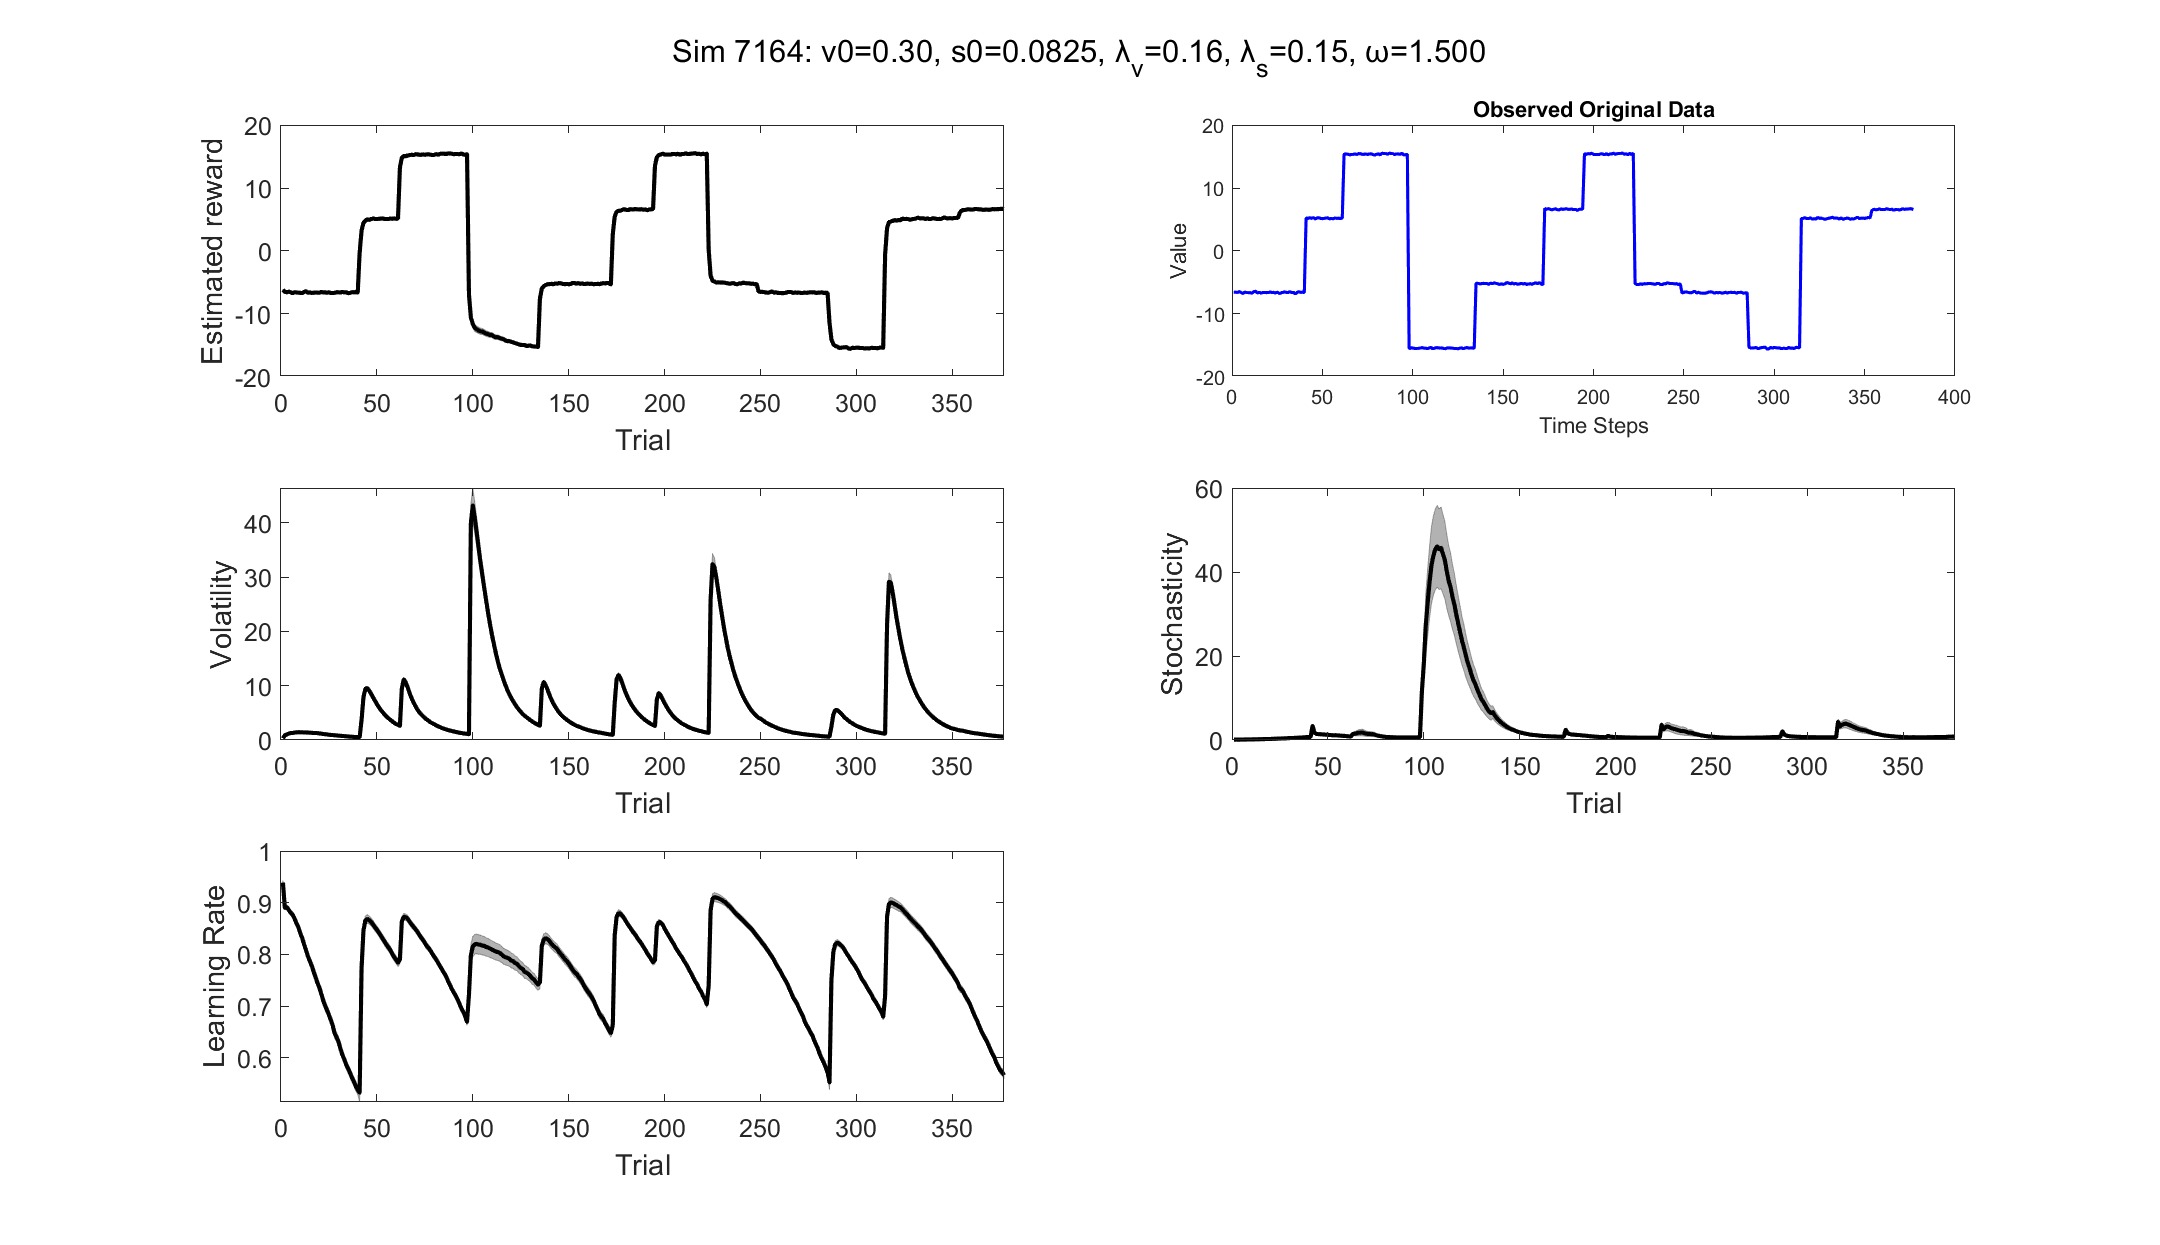 Sim 7164: v0=0.30, s0=0.0825, λ_v=0.16, λ_s=0.15, ω=1.500
Estimated reward
20
10
0
-10
-20
0 50 100 150 200 250 300 350
Trial
Observed Original Data
Value
20
10
0
-10
-20
0 50 100 150 200 250 300 350 400
Time Steps
Volatility
40
30
20
10
0
0 50 100 150 200 250 300 350
Trial
Stochasticity
60
40
20
0
0 50 100 150 200 250 300 350
Trial
Learning Rate
1
0.9
0.8
0.7
0.6
0 50 100 150 200 250 300 350
Trial